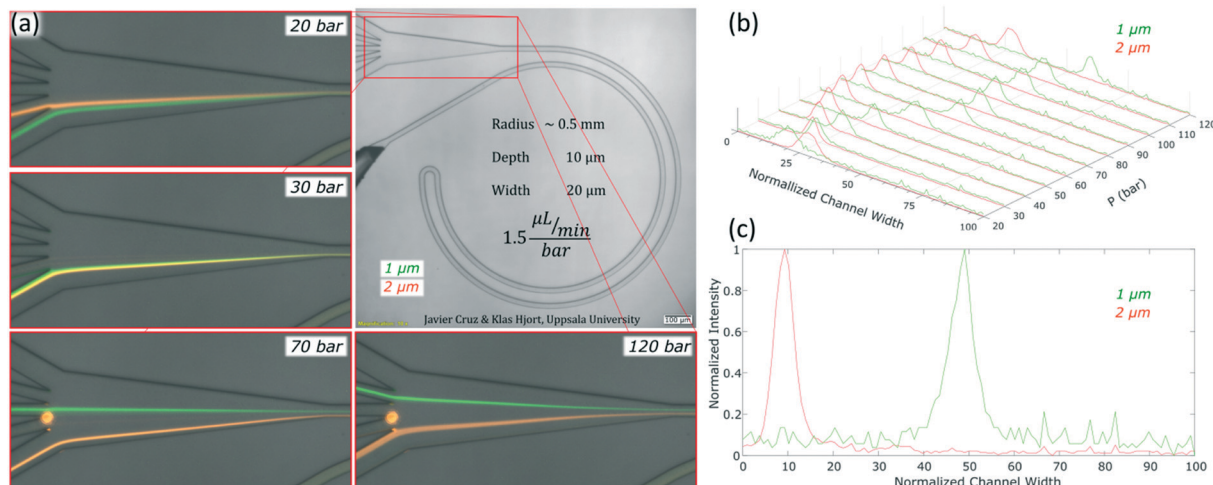 (a)
20 bar
30 bar
70 bar
120 bar
Radius ~ 0.5 mm
Depth 10 µm
Width 20 µm
1.5 µL/min
bar
1 µm
2 µm
Javier Cruz & Klas Hjort, Uppsala University
100 µm
(b)
1 µm
2 µm
0
25
50
75
100
Normallized Channel Width
20
30
40
50
60
70
80
90
100
110
120
P (bar)
(c)
1 µm
2 µm
Normalized Intensity
1
0.8
0.6
0.4
0.2
0
0 10 20 30 40 50 60 70 80 90 100
Normalized Channel Width